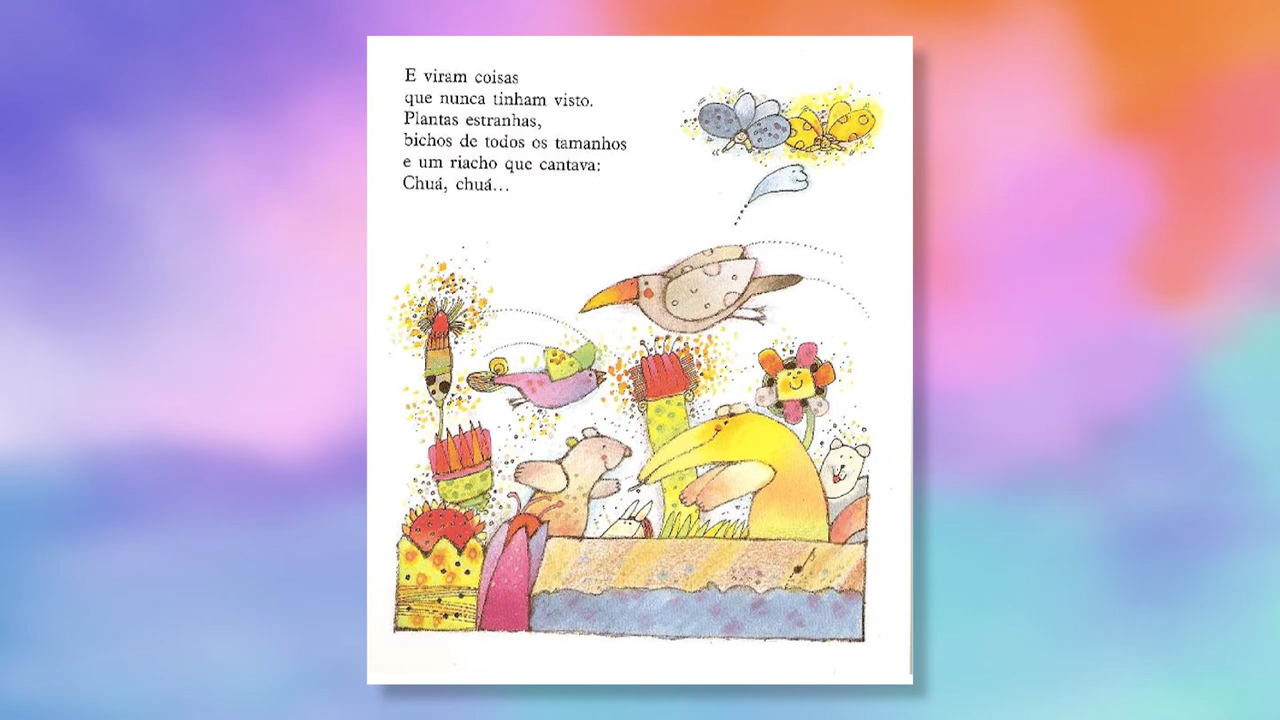 E viram coisas
que nunca tinham visto.
Plantas estranhas,
bichos de todos os tamanhos
e um riacho que cantava:
Chuá, chuá...